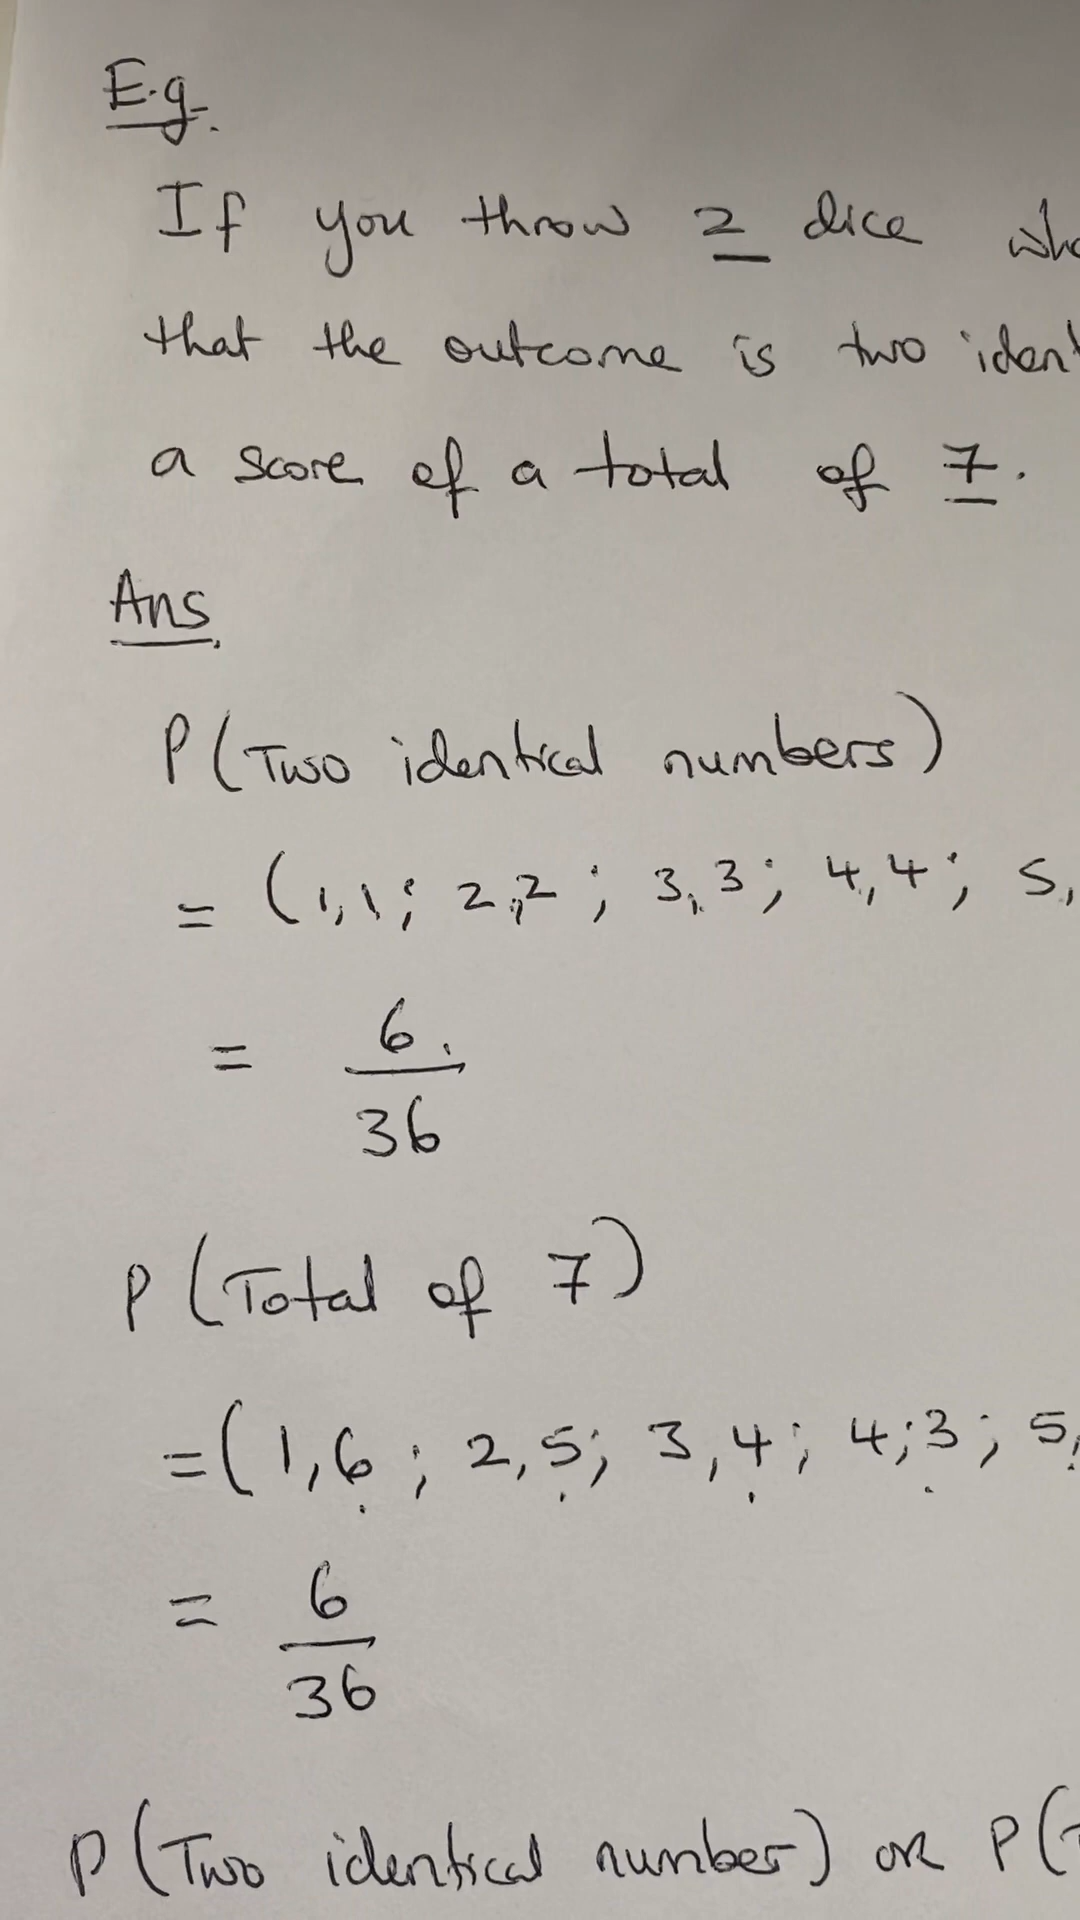 E.g.
If you throw 2 dice
that the outcome is two ident
a score of a total of 7.
Ans
P (Two identical numbers)
= (1,1; 2,2; 3,3; 4,4; 5,
= 6
36
P (Total of 7)
= (1,6; 2,5; 3,4; 4;3; 5,
= 6
36
P (Two identical number) or P(